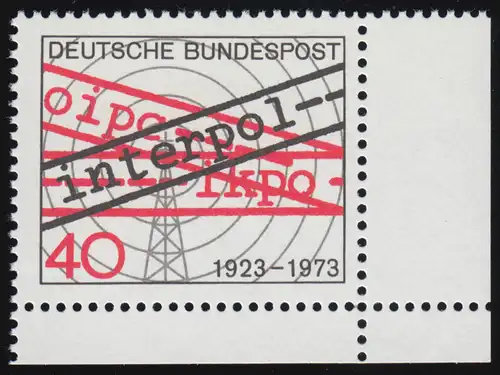 DEUTSCHE BUNDESPOST
oipc
interpol
ikpo
40
1923–1973